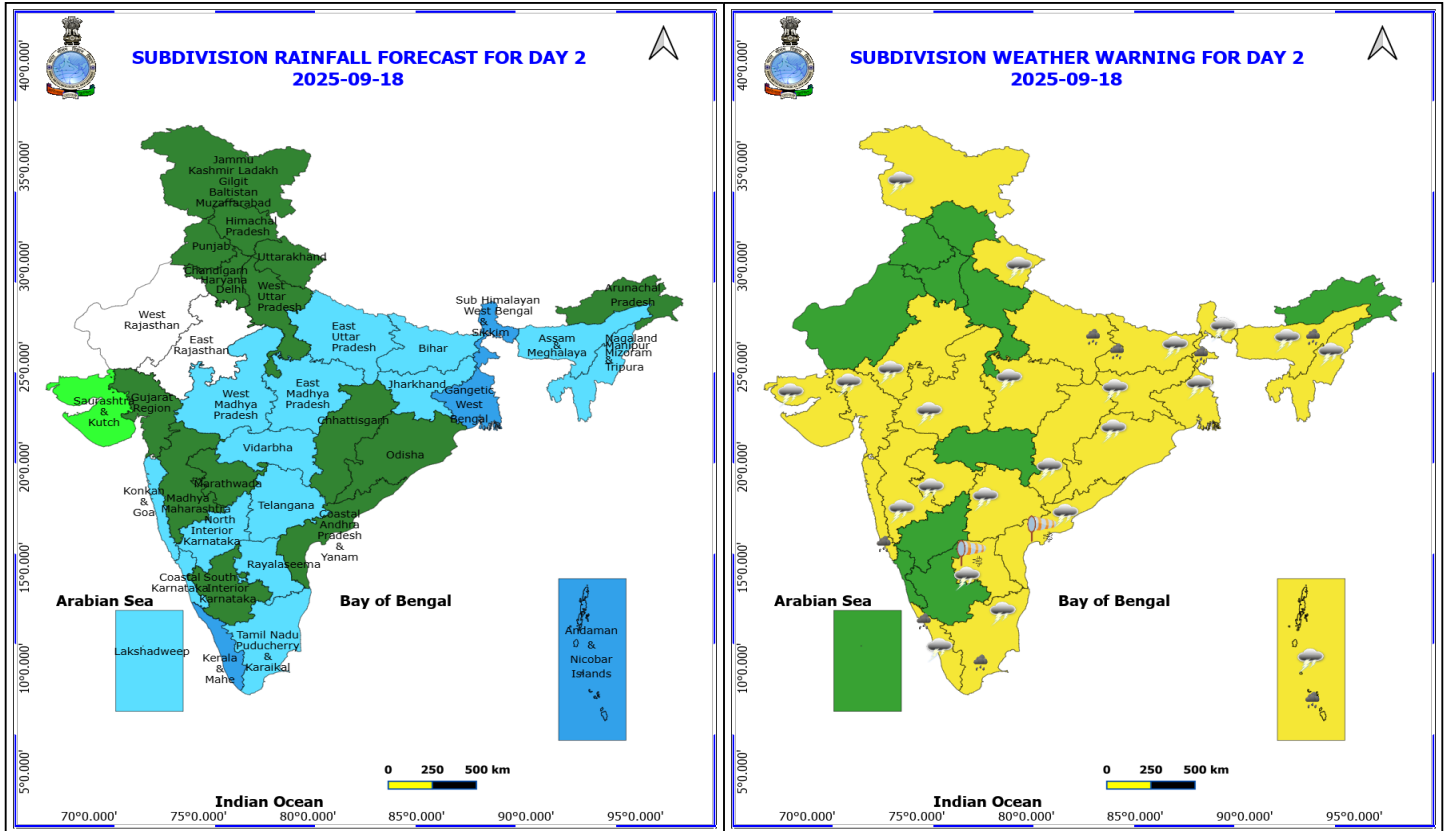 SUBDIVISION RAINFALL FORECAST FOR DAY 2
2025-09-18
40°0.000'
35°0.000'
30°0.000'
25°0.000'
20°0.000'
15°0.000'
10°0.000'
5°0.000'
Jammu
Kashmir Ladakh
Gilgit
Baltistan
Muzaffarabad
Himachal
Pradesh
Punjab
Uttarakhand
Chandigarh
Haryana
Delhi
West
Uttar
Pradesh
West
Rajasthan
East
Rajasthan
East
Uttar
Pradesh
Bihar
Sub Himalayan
West Bengal
&
Sikkim
Arunachal
Pradesh
Assam
&
Meghalaya
Nagaland
Manipur
Mizoram
&
Tripura
Saurashtra
&
Kutch
Gujarat
Region
West
Madhya
Pradesh
East
Madhya
Pradesh
Jharkhand
Gangetic
West
Bengal
Chhattisgarh
Odisha
Vidarbha
Konkan
&
Goa
Madhya
Maharashtra
Marathwada
Telangana
North
Interior
Karnataka
Coastal
Andhra
Pradesh
&
Yanam
Rayalaseema
Coastal
Karnataka
South
Interior
Karnataka
Tamil Nadu
Puducherry
&
Karaikal
Kerala
&
Mahe
Lakshadweep
Andaman
&
Nicobar
Islands
Arabian Sea
Bay of Bengal
Indian Ocean
0 250 500 km
70°0.000' 75°0.000' 80°0.000' 85°0.000' 90°0.000' 95°0.000'
SUBDIVISION WEATHER WARNING FOR DAY 2
2025-09-18
40°0.000'
35°0.000'
30°0.000'
25°0.000'
20°0.000'
15°0.000'
10°0.000'
5°0.000'
Arabian Sea
Bay of Bengal
Indian Ocean
0 250 500 km
70°0.000' 75°0.000' 80°0.000' 85°0.000' 90°0.000' 95°0.000'